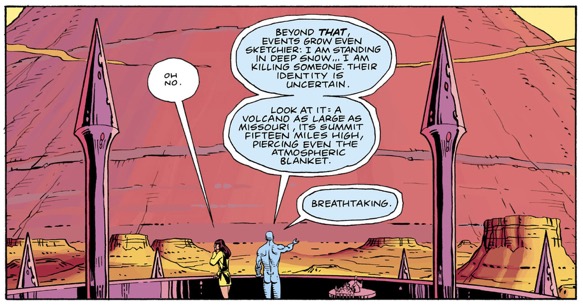 OH
NO.
BEYOND THAT,
EVENTS GROW EVEN
SKETCHIER: I AM STANDING
IN DEEP SNOW... I AM
KILLING SOMEONE. THEIR
IDENTITY IS
UNCERTAIN.
LOOK AT IT: A
VOLCANO AS LARGE AS
MISSOURI, ITS SUMMIT
FIFTEEN MILES HIGH,
PIERCING EVEN THE
ATMOSPHERIC
BLANKET.
BREATHTAKING.